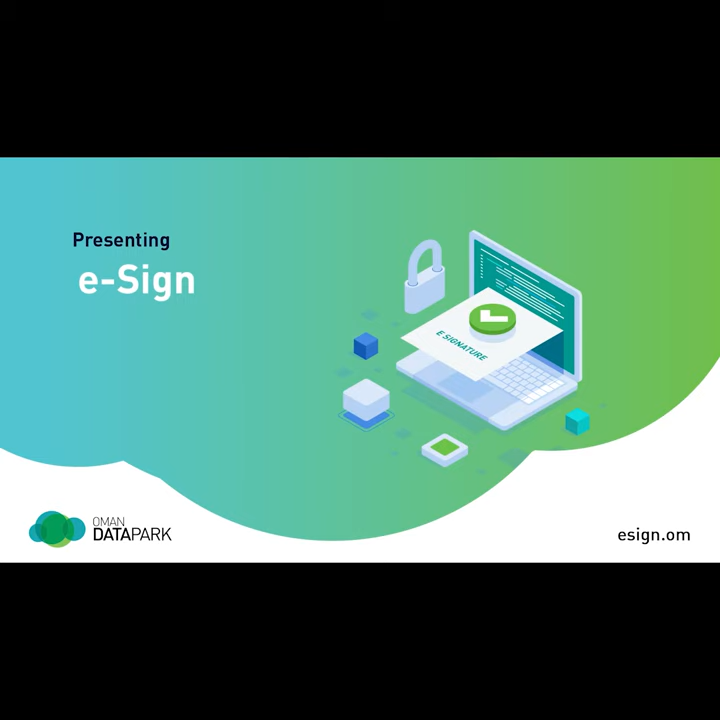 Presenting
e-Sign
E SIGNATURE
OMAN
DATAPARK
esign.om